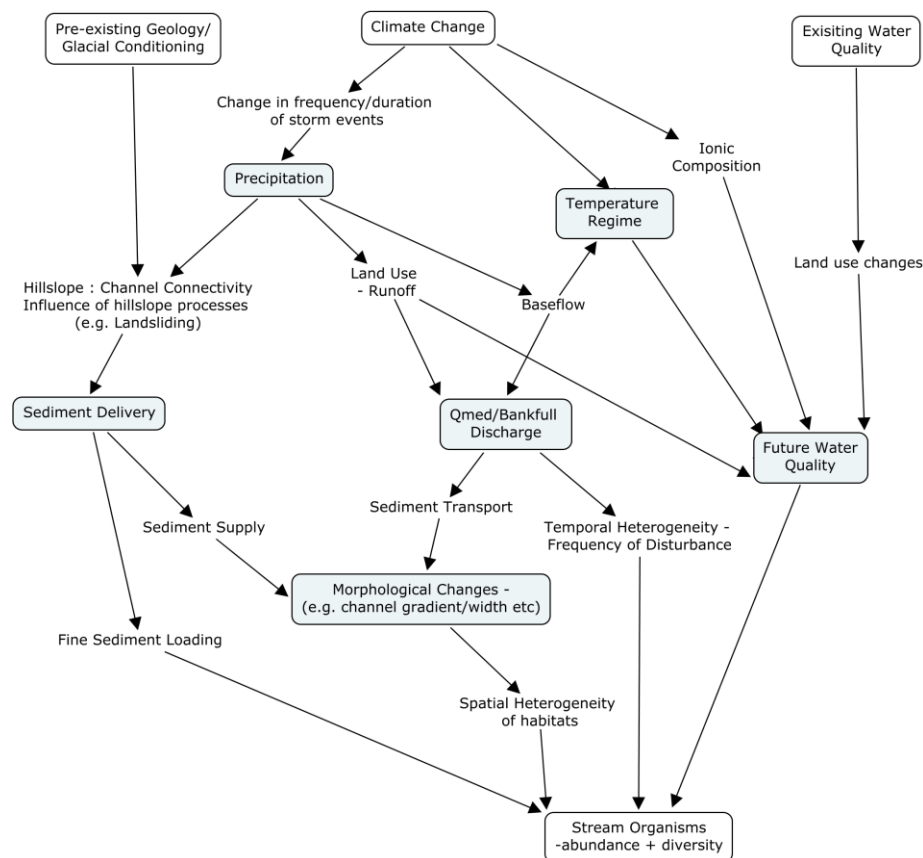 Pre-existing Geology/
Glacial Conditioning
Climate Change
Exisiting Water
Quality
Change in frequency/duration
of storm events
Ionic
Composition
Precipitation
Temperature
Regime
Hillslope : Channel Connectivity
Influence of hillslope processes
(e.g. Landsliding)
Land Use
- Runoff
Baseflow
Land use changes
Sediment Delivery
Qmed/Bankfull
Discharge
Future Water
Quality
Sediment Supply
Sediment Transport
Temporal Heterogeneity -
Frequency of Disturbance
Morphological Changes -
(e.g. channel gradient/width etc)
Fine Sediment Loading
Spatial Heterogeneity
of habitats
Stream Organisms
-abundance + diversity